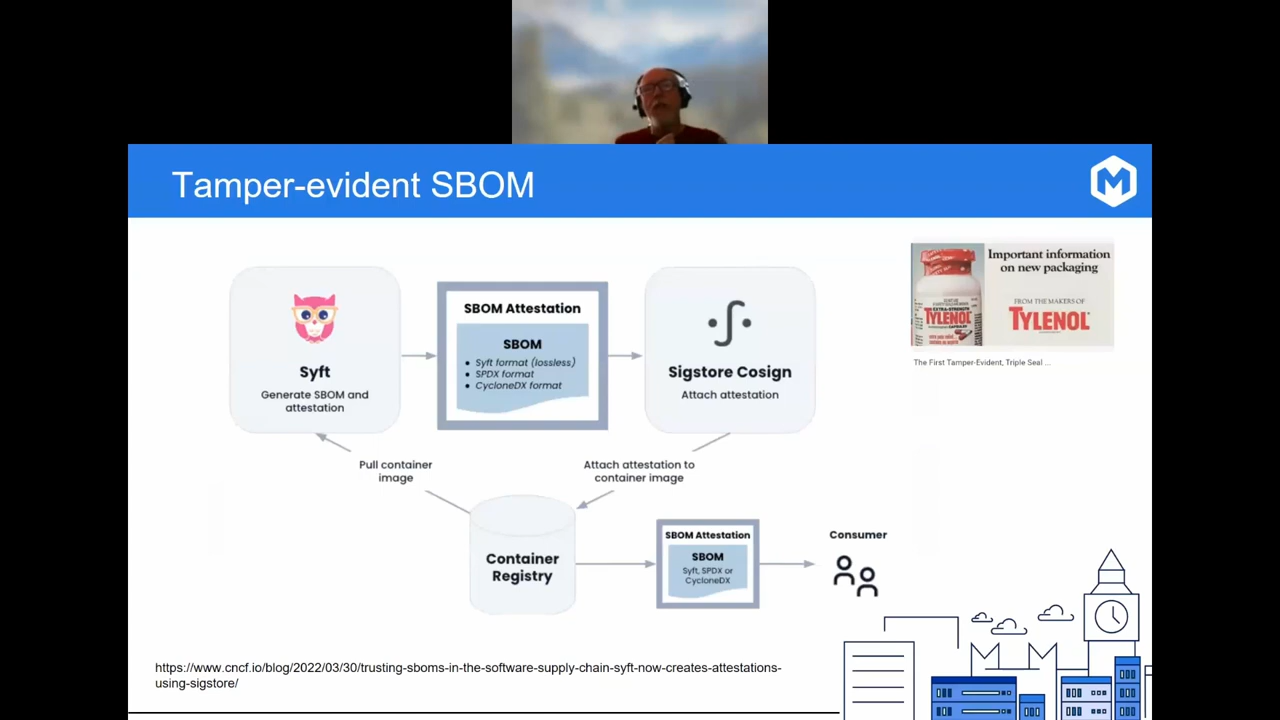 Tamper-evident SBOM
Important information
on new packaging
FROM THE MAKERS OF
TYLENOL
EXTRA-STRENGTH
TYLENOL
The First Tamper-Evident, Triple Seal ...
SBOM Attestation
SBOM
Syft format (lossless)
SPDX format
CycloneDX format
Syft
Generate SBOM and
attestation
Sigstore Cosign
Attach attestation
Pull container
image
Attach attestation to
container image
Container
Registry
SBOM Attestation
SBOM
Syft, SPDX or
CycloneDX
Consumer
https://www.cncf.io/blog/2022/03/30/trusting-sboms-in-the-software-supply-chain-syft-now-creates-attestations-
using-sigstore/